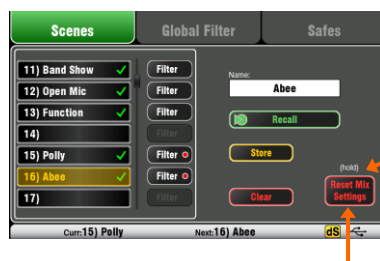 Scenes
Global Filter
Safes
11) Band Show
Filter
12) Open Mic
Filter
13) Function
Filter
14)
Filter
15) Polly
Filter
16) Abee
Filter
17)
Filter
Name:
Abee
Recall
Store
(hold)
Clear
Reset Mix
Settings
Curr:15) Polly
Next:16) Abee
dS